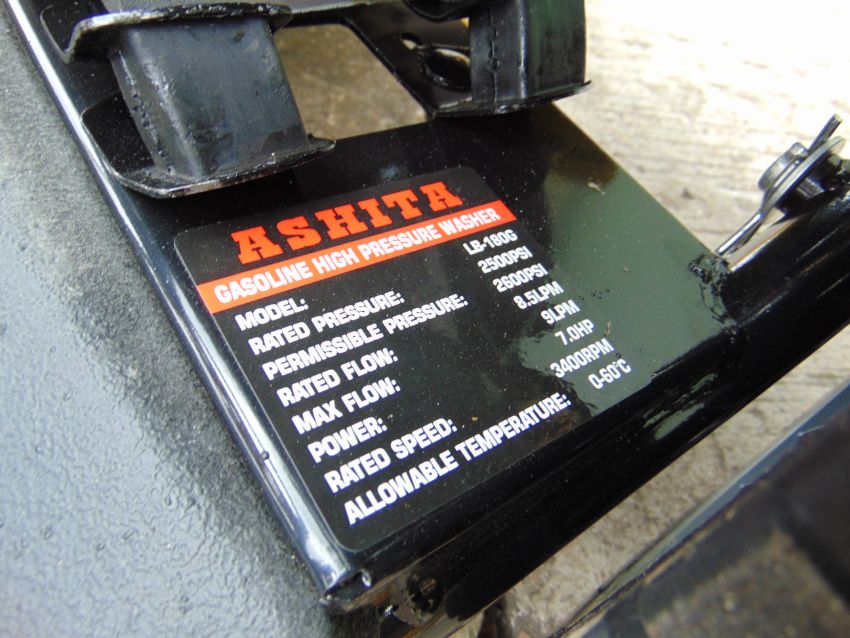 ASHITA
GASOLINE HIGH PRESSURE WASHER
MODEL: LB-180G
RATED PRESSURE: 2500PSI
PERMISSIBLE PRESSURE: 2600PSI
RATED FLOW: 8.5LPM
MAX FLOW: 9LPM
POWER: 7.0HP
RATED SPEED: 3400RPM
ALLOWABLE TEMPERATURE: 0-60°C